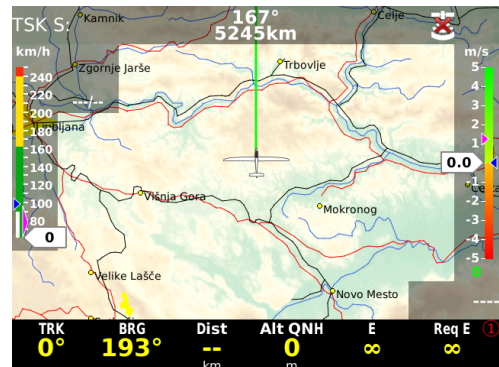 TSK S:
167°
5245km
Kamnik
Celje
km/h
m/s
Zgornje Jarše
Trbovlje
240
220
200
180
160
140
120
100
80
0
5
4
3
2
1
0.0
-1
-2
-3
-4
-5
0
--/--
Višnja Gora
Mokronog
Velike Lašče
Novo Mesto
-----
TRK
BRG
Dist
Alt QNH
E
Req E
1
0°
193°
--
0
∞
∞
km
m